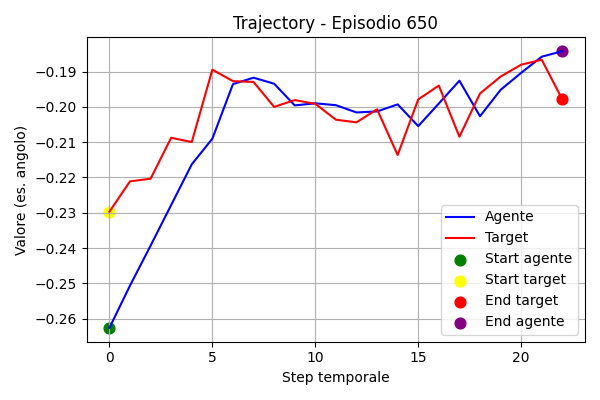 Trajectory - Episodio 650
Valore (es. angolo)
−0.19
−0.20
−0.21
−0.22
−0.23
−0.24
−0.25
−0.26
Agente
Target
Start agente
Start target
End target
End agente
0
5
10
15
20
Step temporale